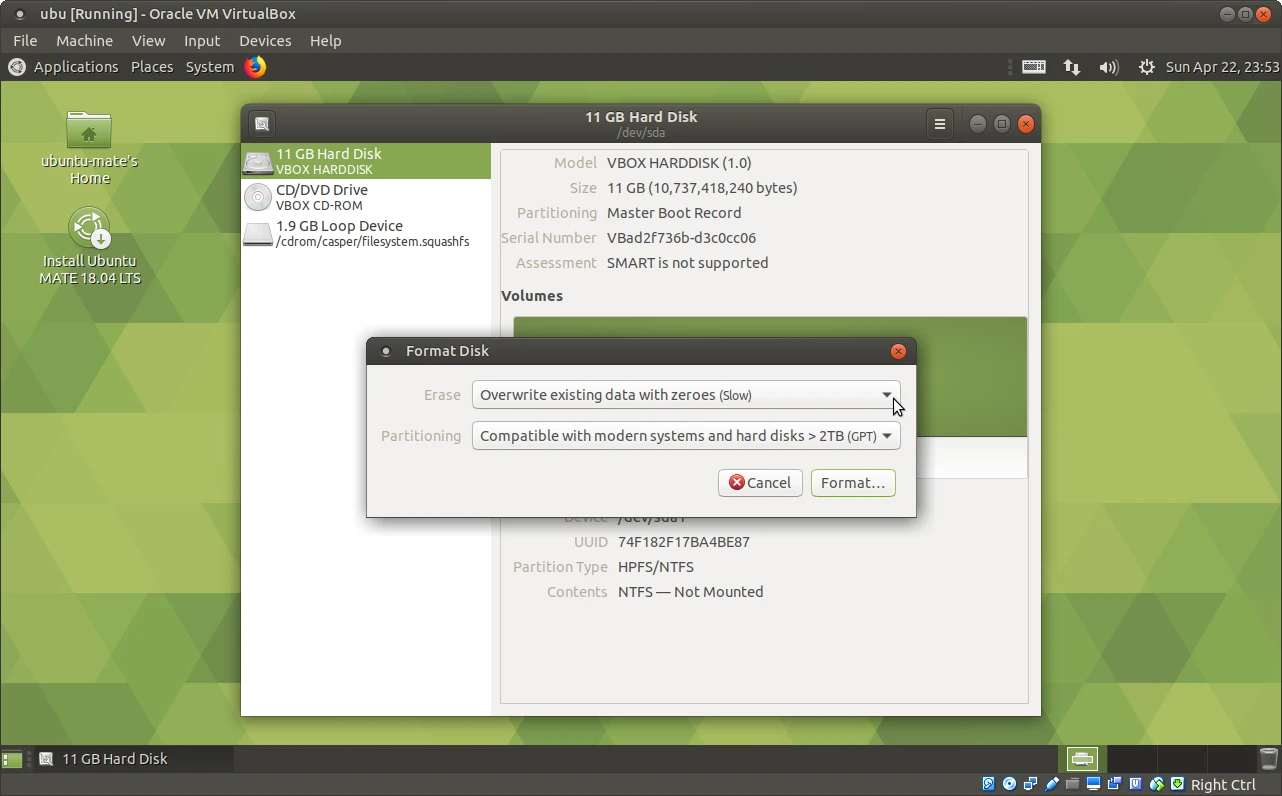 ubu [Running] - Oracle VM VirtualBox
File Machine View Input Devices Help
Applications Places System Sun Apr 22, 23:53
ubuntu-mate's
Home
Install Ubuntu
MATE 18.04 LTS
11 GB Hard Disk
/dev/sda
11 GB Hard Disk
VBOX HARDDISK
CD/DVD Drive
VBOX CD-ROM
1.9 GB Loop Device
/cdrom/casper/filesystem.squashfs
Model VBOX HARDDISK (1.0)
Size 11 GB (10,737,418,240 bytes)
Partitioning Master Boot Record
Serial Number VBad2f736b-d3c0cc06
Assessment SMART is not supported
Volumes
Format Disk
Erase Overwrite existing data with zeroes (Slow)
Partitioning Compatible with modern systems and hard disks > 2TB (GPT)
Cancel Format...
Device /dev/sda1
UUID 74F182F17BA4BE87
Partition Type HPFS/NTFS
Contents NTFS — Not Mounted
11 GB Hard Disk
Right Ctrl